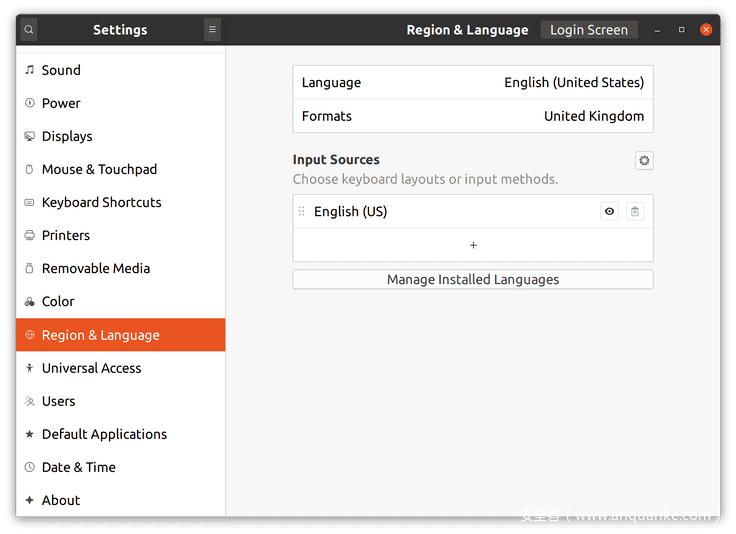 Settings
Region & Language
Login Screen
Sound
Power
Displays
Mouse & Touchpad
Keyboard Shortcuts
Printers
Removable Media
Color
Region & Language
Universal Access
Users
Default Applications
Date & Time
About
Language English (United States)
Formats United Kingdom
Input Sources
Choose keyboard layouts or input methods.
English (US)
+
Manage Installed Languages
安全客（www.anquanke.com）